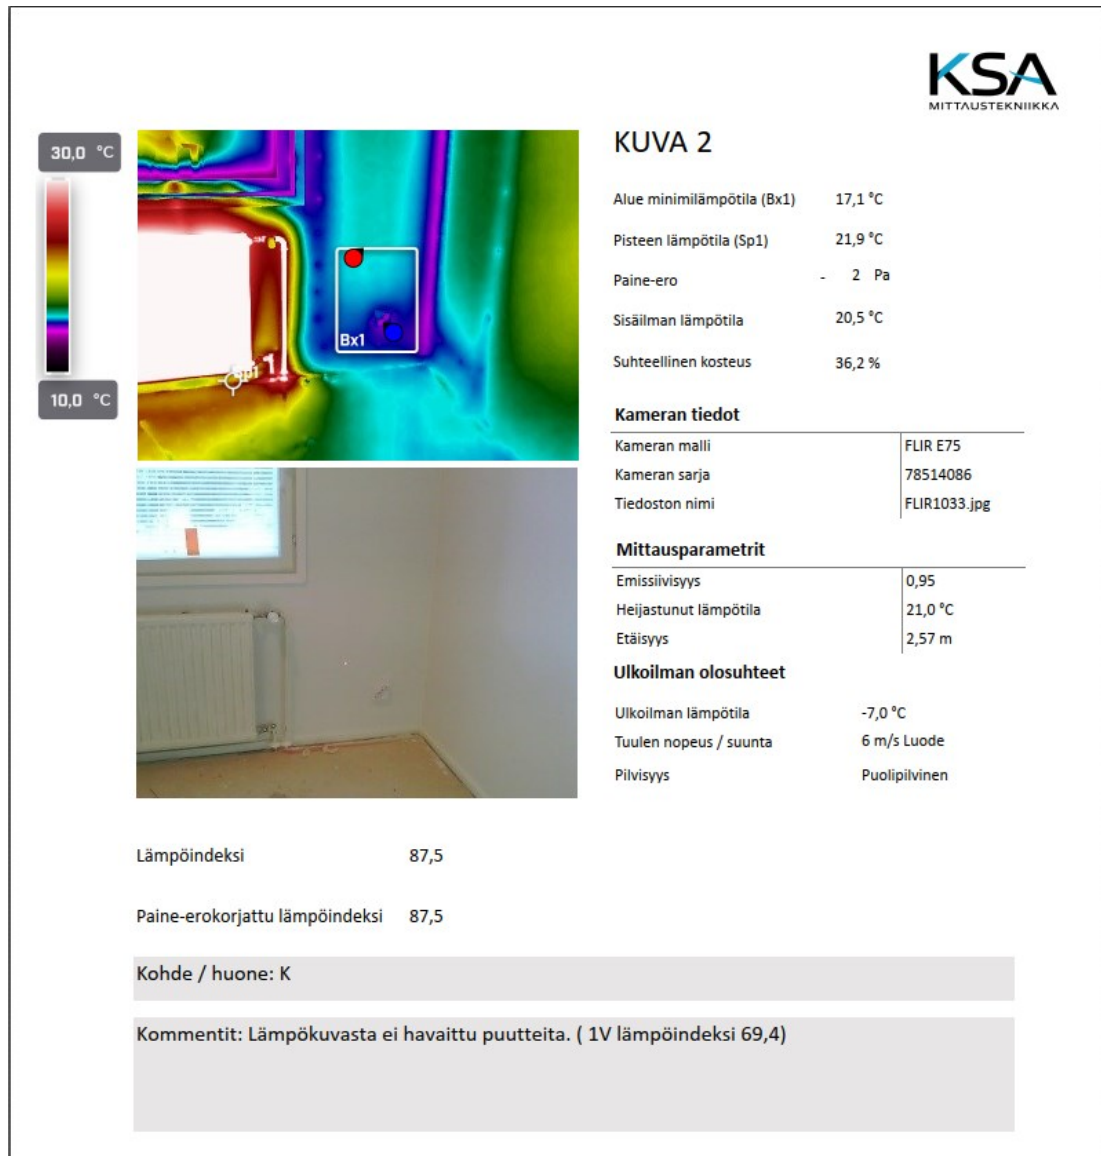 KSA
MITTAUSTEKNIIKKA
30,0 °C
10,0 °C
Bx1
Sp1
KUVA 2
Alue minimilämpötila (Bx1) 17,1 °C
Pisteen lämpötila (Sp1) 21,9 °C
Paine-ero - 2 Pa
Sisäilman lämpötila 20,5 °C
Suhteellinen kosteus 36,2 %
Kameran tiedot
Kameran malli FLIR E75
Kameran sarja 78514086
Tiedoston nimi FLIR1033.jpg
Mittausparametrit
Emissiivisyys 0,95
Heijastunut lämpötila 21,0 °C
Etäisyys 2,57 m
Ulkoilman olosuhteet
Ulkoilman lämpötila -7,0 °C
Tuulen nopeus / suunta 6 m/s Luode
Pilvisyys Puolipilvinen
Lämpöindeksi 87,5
Paine-erokorjattu lämpöindeksi 87,5
Kohde / huone: K
Kommentit: Lämpökuvasta ei havaittu puutteita. ( 1V lämpöindeksi 69,4)